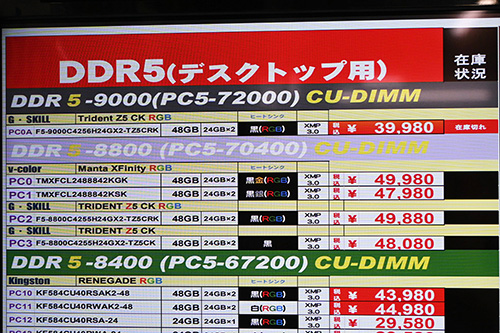 DDR5(デスクトップ用) 在庫状況
DDR 5 -9000(PC5-72000) CU-DIMM
G・SKILL Trident Z5 CK RGB ヒートシンク
PC0A F5-9000C4256H24GX2-TZ5CRK 48GB 24GB×2 黒(RGB) XMP 3.0 税込 ¥ 39,980 在庫切れ
DDR 5 -8800 (PC5-70400) CU-DIMM
v-color Manta XFinity RGB ヒートシンク
PC0 TMXFCL2488842KGK 48GB 24GB×2 黒金(RGB) XMP 3.0 税込 ¥ 49,980
PC1 TMXFCL2488842KSK 48GB 24GB×2 黒銀(RGB) XMP 3.0 税込 ¥ 47,980
G・SKILL TRIDENT Z5 CK RGB
PC2 F5-8800C4255H24GX2-TZ5CRW 48GB 24GB×2 白(RGB) XMP 3.0 税込 ¥ 49,880
G・SKILL TRIDENT Z5 CK
PC3 F5-8800C4255H24GX2-TZ5CK 48GB 24GB×2 黒 XMP 3.0 税込 ¥ 48,080
DDR 5 -8400 (PC5-67200) CU-DIMM
Kingston RENEGADE RGB ヒートシンク
PC10 KF584CU40RSAK2-48 48GB 24GB×2 黒(RGB) XMP 3.0 税込 ¥ 43,980
PC11 KF584CU40RWAK2-48 48GB 24GB×2 白(RGB) XMP 3.0 税込 ¥ 44,980
KF584CU40RSA-24 24GB 黒(RGB) XMP 3.0 税込 ¥ 29,580